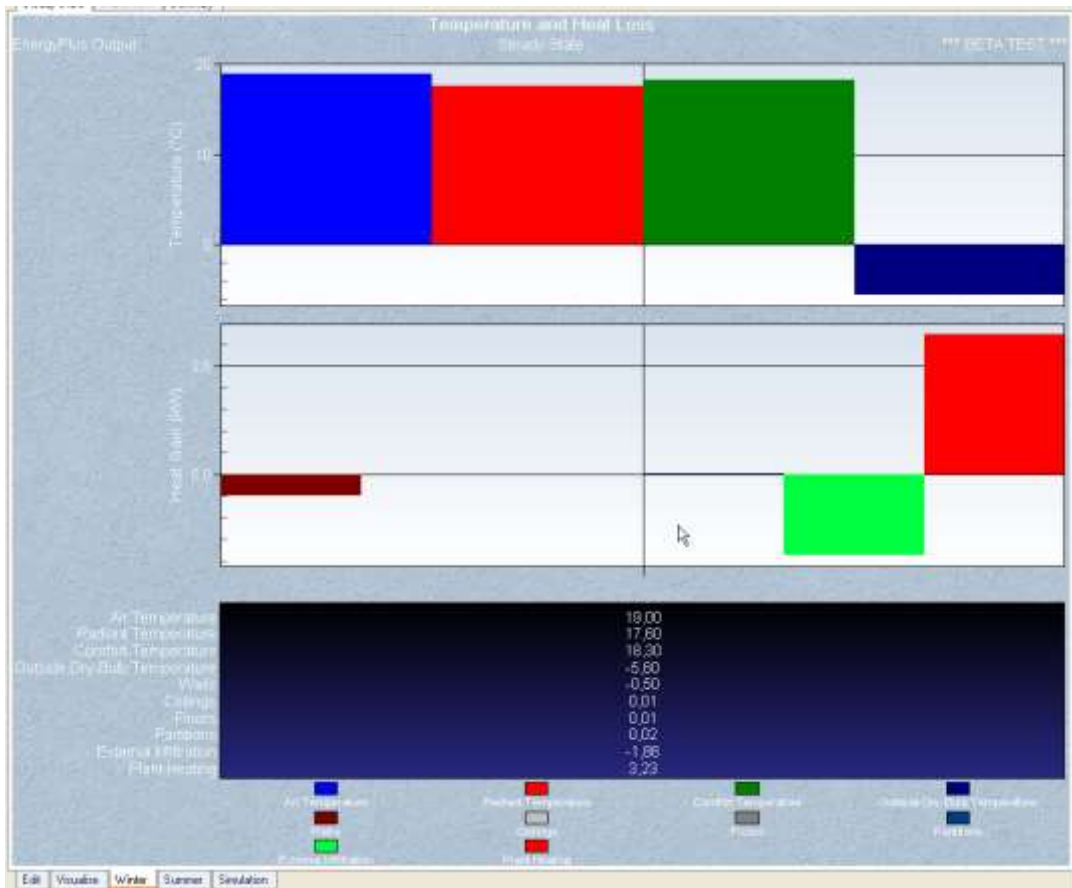 Temperature and Heat Loss
EnergyPlus Output
Steady State
*** BETA TEST ***
Temperature (°C)
20
10
0
Heat Gain (kW)
2,5
0,0
Air Temperature 19,00
Radiant Temperature 17,60
Comfort Temperature 18,30
Outside Dry-Bulb Temperature -5,60
Walls -0,50
Ceilings 0,01
Floors 0,01
Partitions 0,02
External Infiltration -1,86
Plant Heating 3,23
Air Temperature Radiant Temperature Comfort Temperature Outside Dry-Bulb Temperature
Walls Ceilings Floors Partitions
External Infiltration Plant Heating
Edit Visualise Winter Summer Simulation